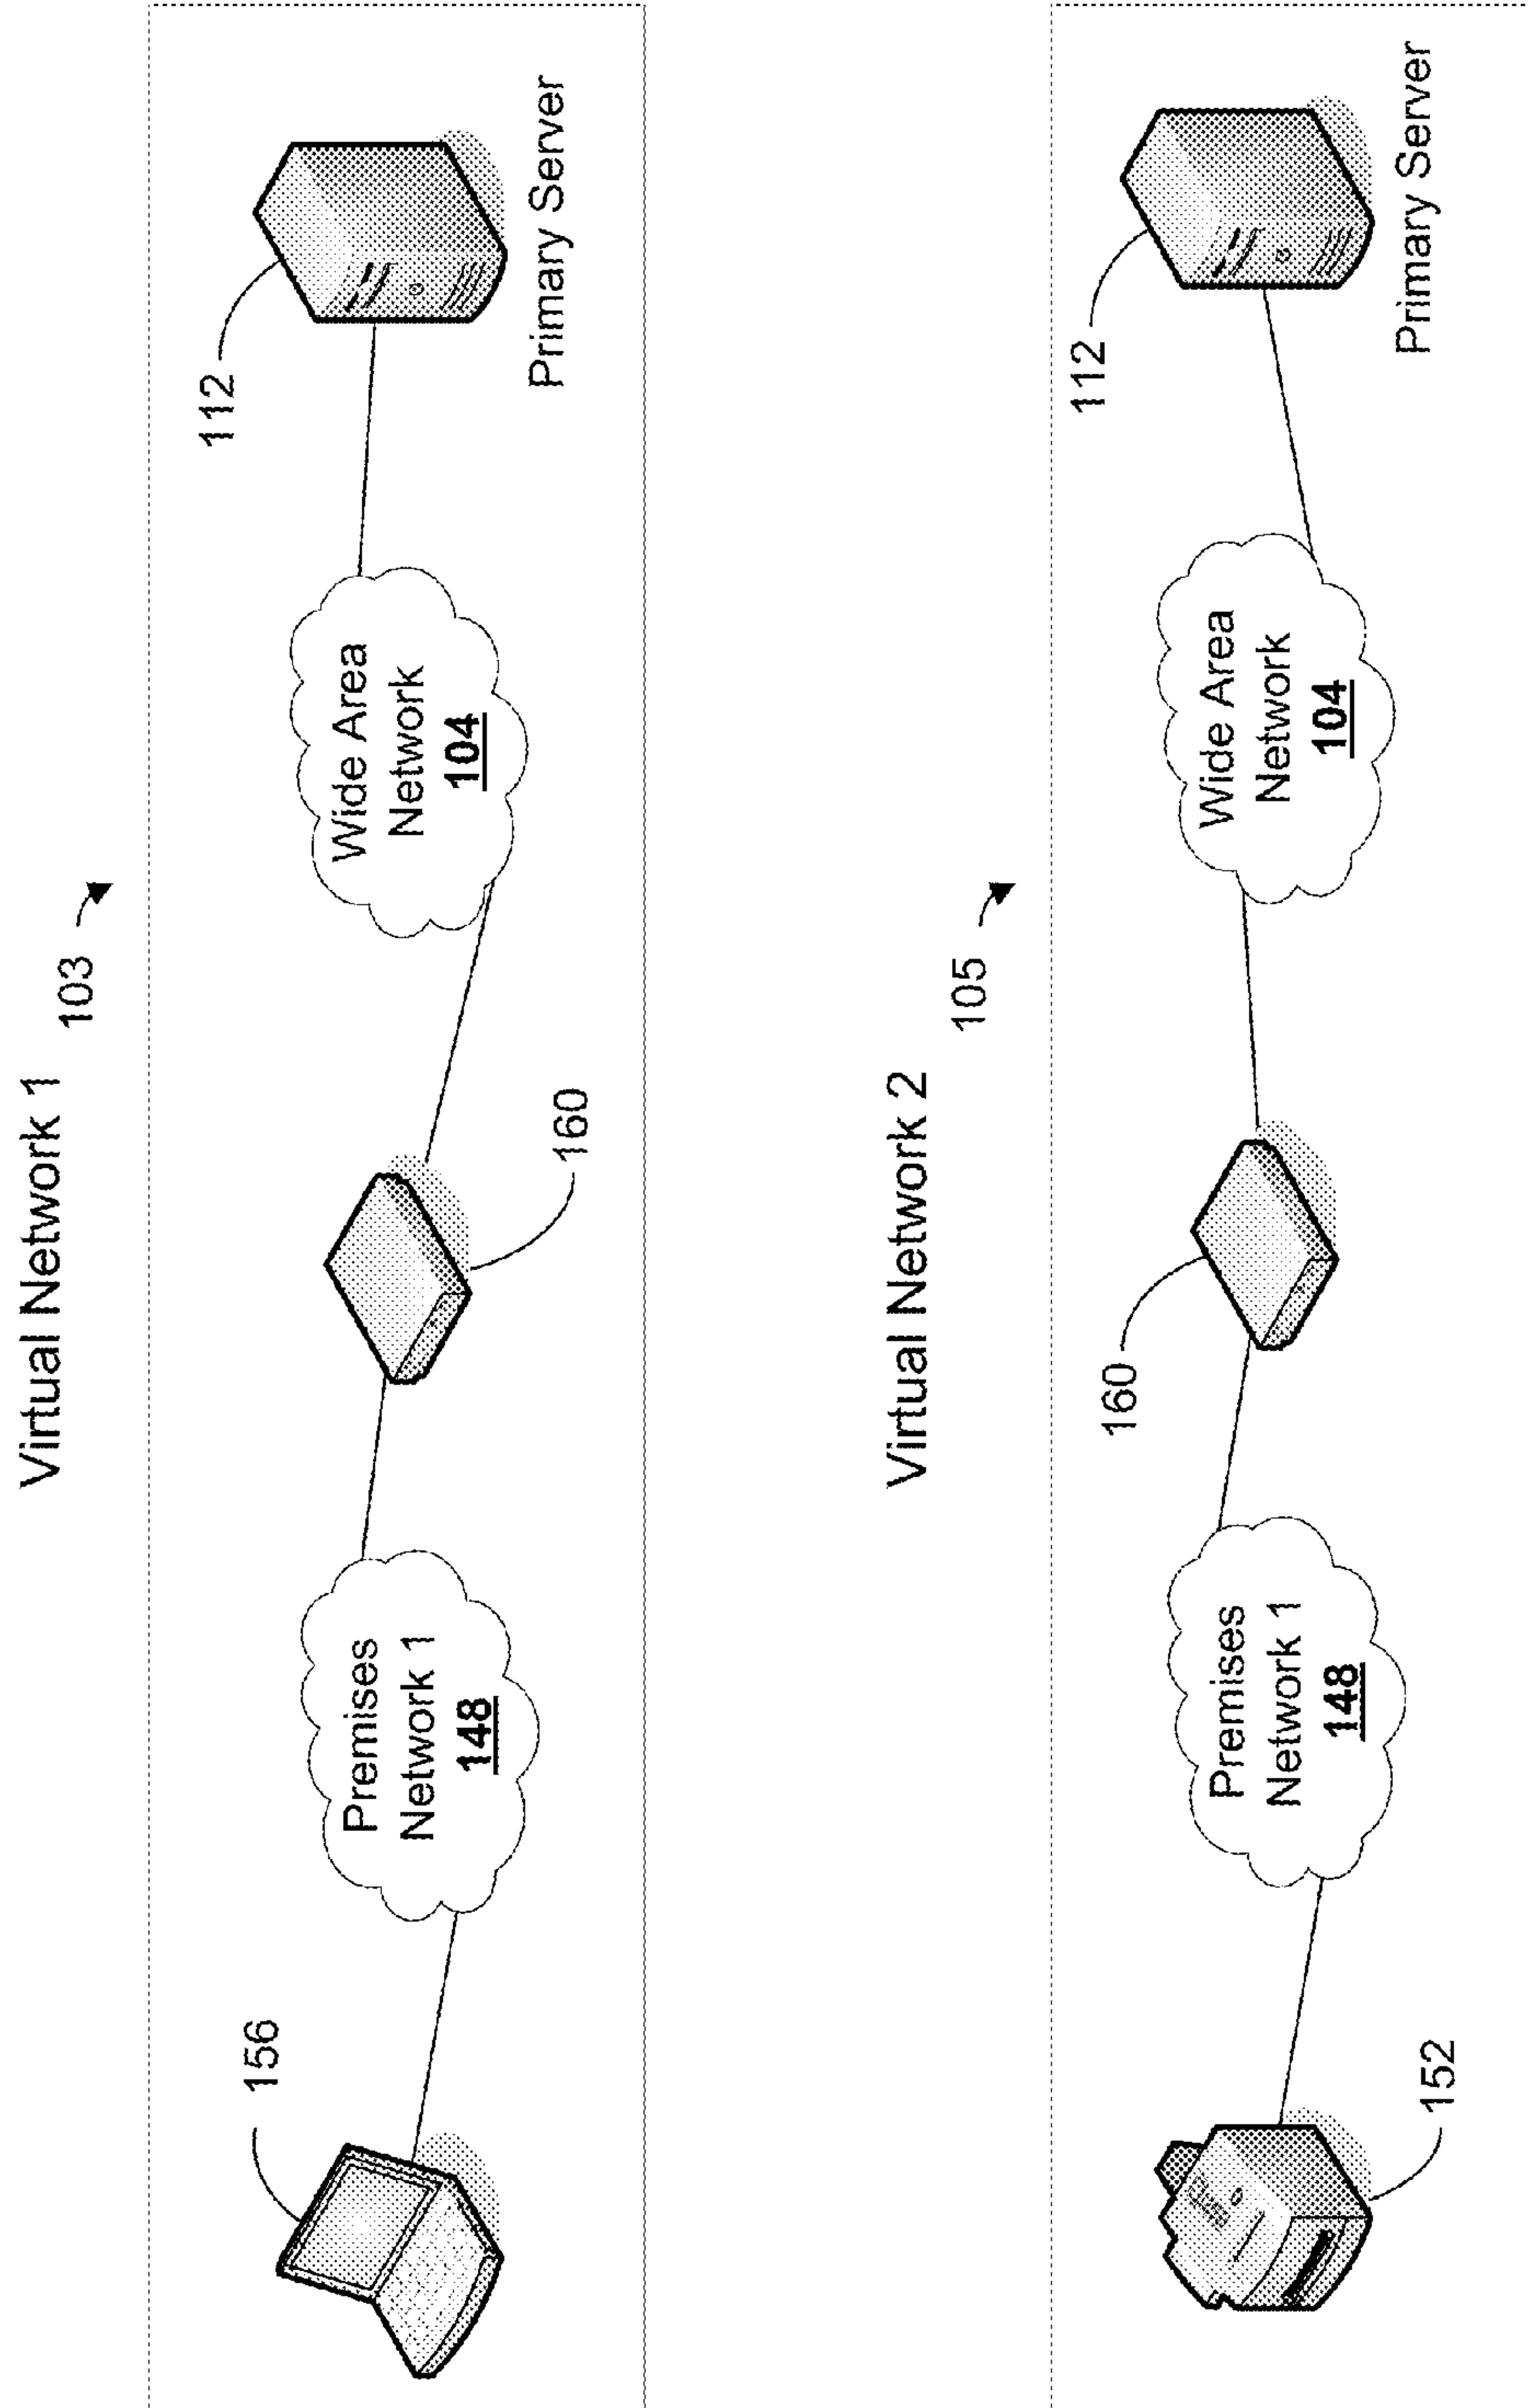 Virtual Network 1
103
156
Premises
Network 1
148
160
Wide Area
Network
104
112
Primary Server
Virtual Network 2
105
152
Premises
Network 1
148
160
Wide Area
Network
104
112
Primary Server